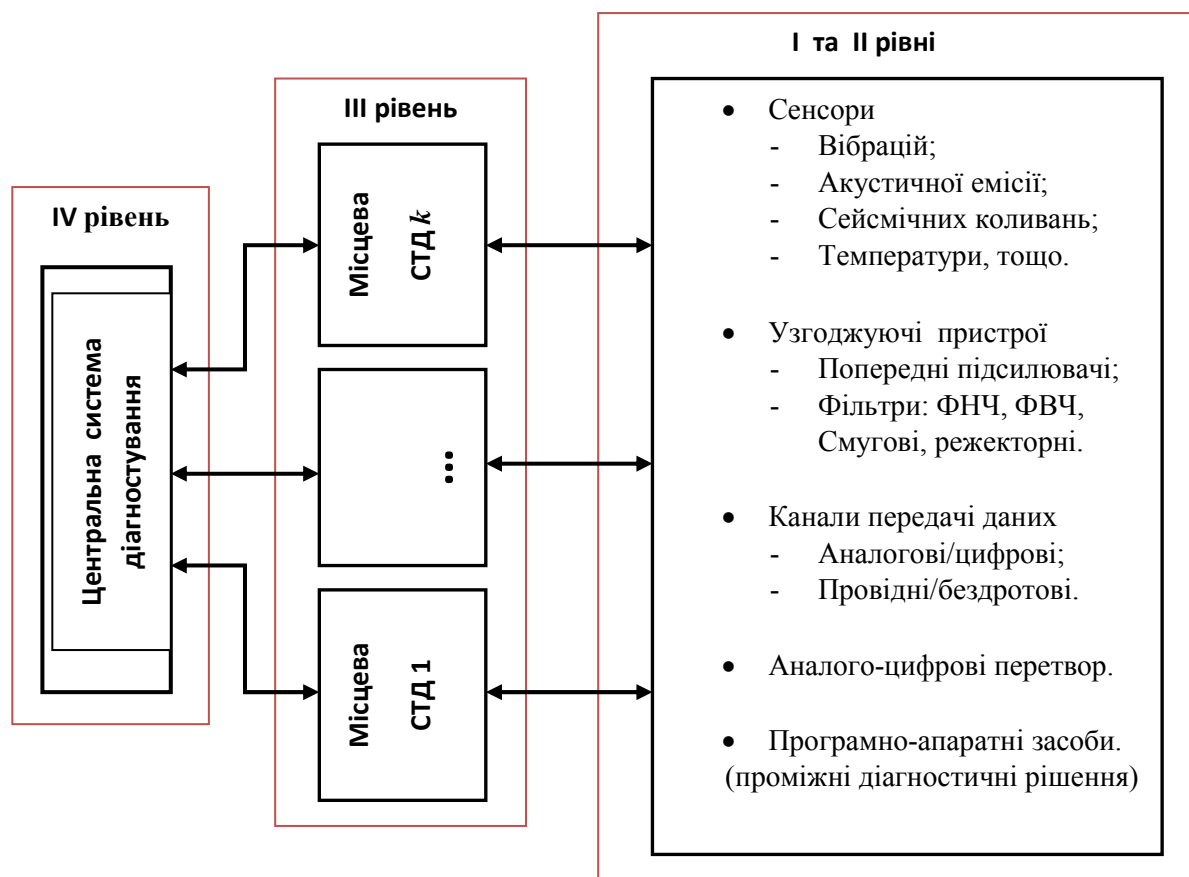 IV рівень
Центральна система
діагностування
III рівень
Місцева
СТД k
...
Місцева
СТД 1
I та II рівні
• Сенсори
- Вібрацій;
- Акустичної емісії;
- Сейсмічних коливань;
- Температури, тощо.
• Узгоджуючі пристрої
- Попередні підсилювачі;
- Фільтри: ФНЧ, ФВЧ,
Смугові, режекторні.
• Канали передачі даних
- Аналогові/цифрові;
- Провідні/бездротові.
• Аналого-цифрові перетвор.
• Програмно-апаратні засоби.
(проміжні діагностичні рішення)